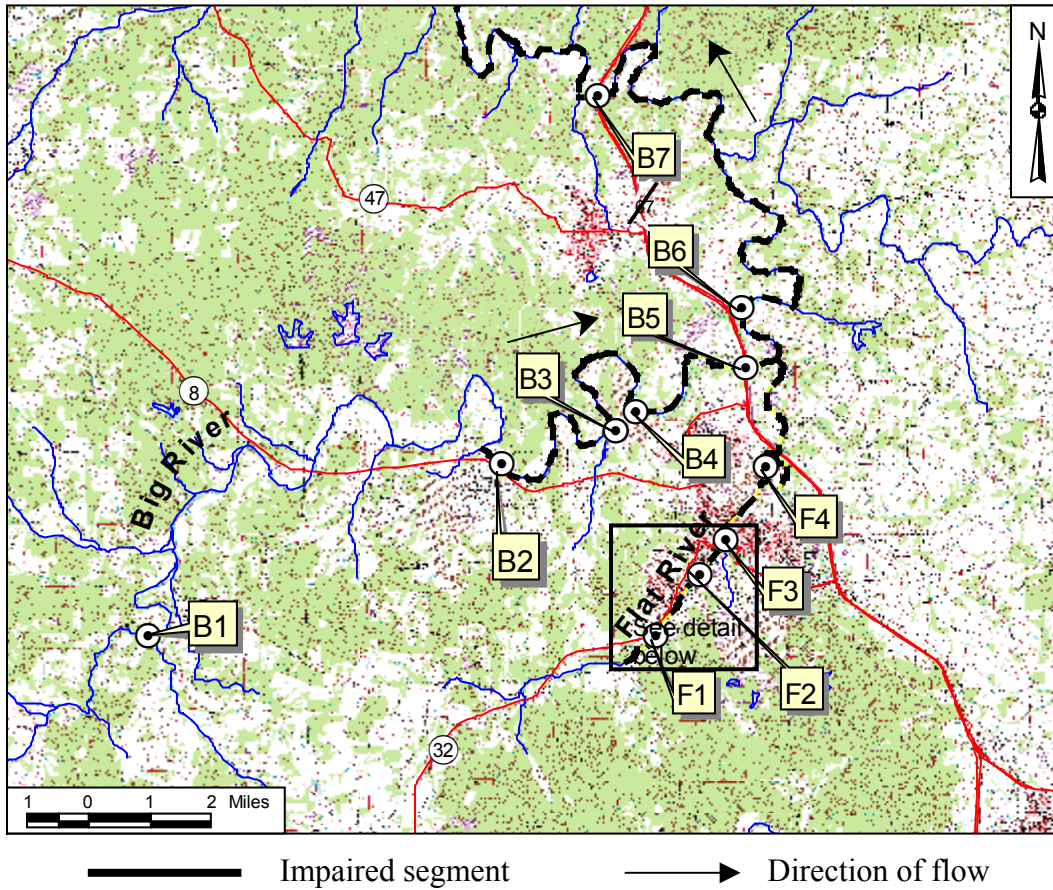 N
B7
47
67
B6
B5
B3
8
Big River
B4
F4
B2
Flat River
F3
B1
See detail
below
F1
F2
32
1 0 1 2 Miles
Impaired segment
Direction of flow